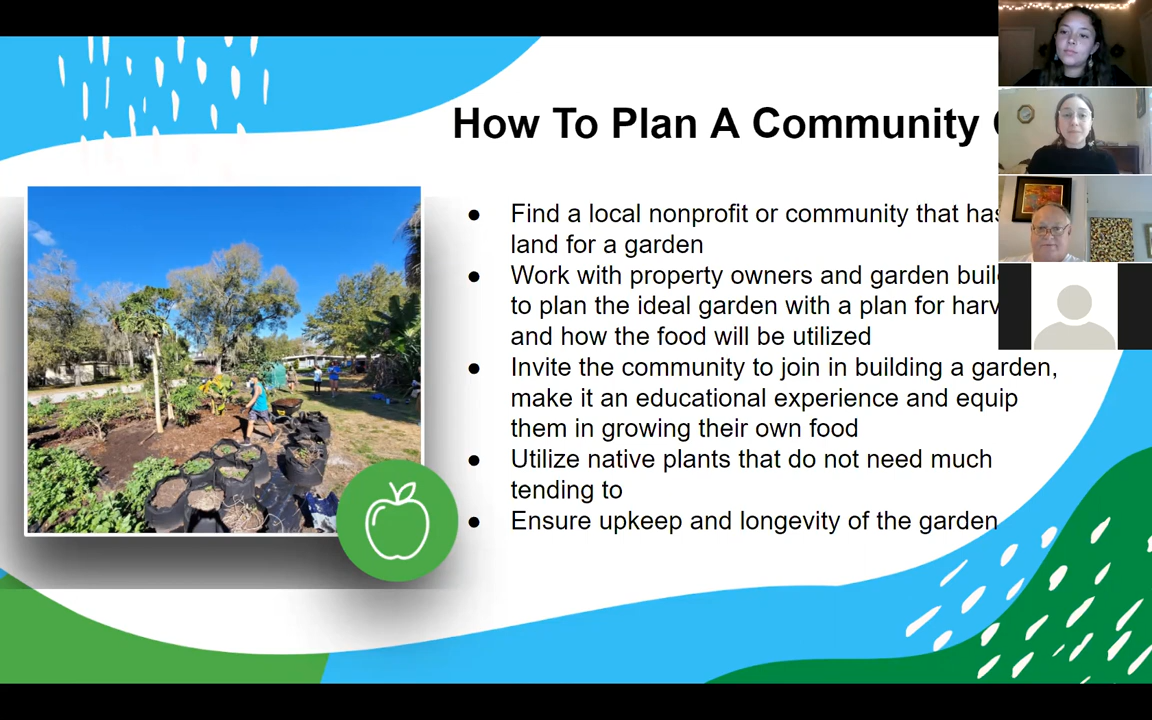 How To Plan A Community
● Find a local nonprofit or community that has
land for a garden
● Work with property owners and garden
to plan the ideal garden with a plan for
and how the food will be utilized
● Invite the community to join in building a garden,
make it an educational experience and equip
them in growing their own food
● Utilize native plants that do not need much
tending to
● Ensure upkeep and longevity of the garden